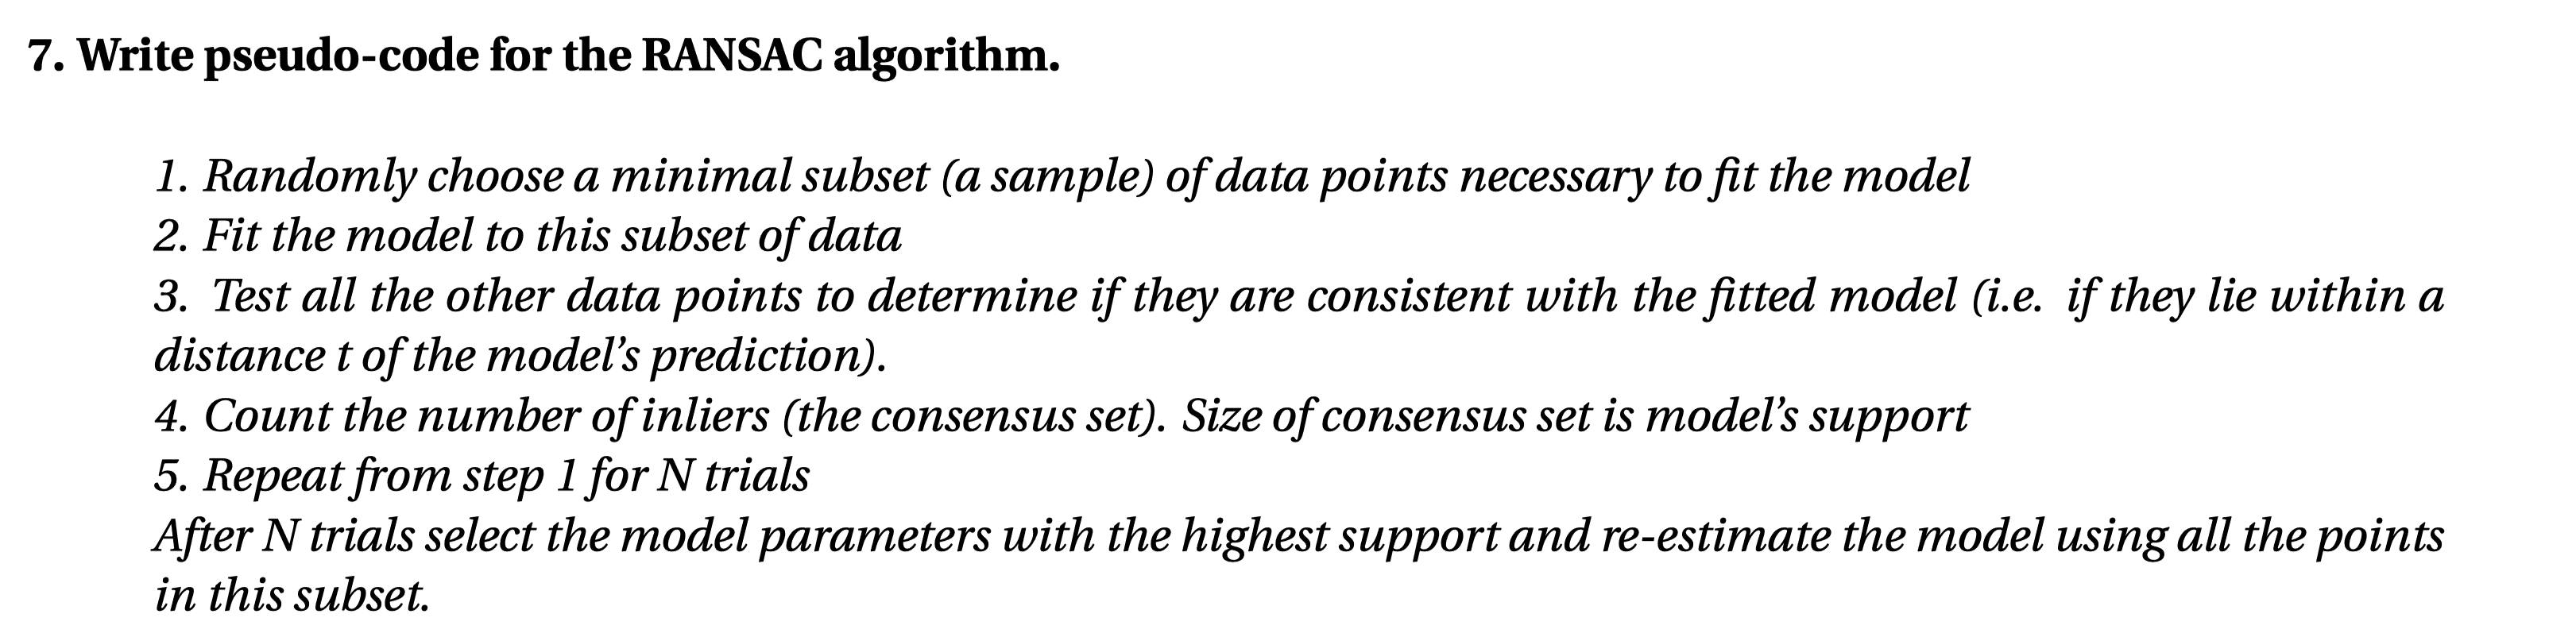 7. Write pseudo-code for the RANSAC algorithm.
1. Randomly choose a minimal subset (a sample) of data points necessary to fit the model
2. Fit the model to this subset of data
3. Test all the other data points to determine if they are consistent with the fitted model (i.e. if they lie within a
distance t of the model’s prediction).
4. Count the number of inliers (the consensus set). Size of consensus set is model’s support
5. Repeat from step 1 for N trials
After N trials select the model parameters with the highest support and re-estimate the model using all the points
in this subset.